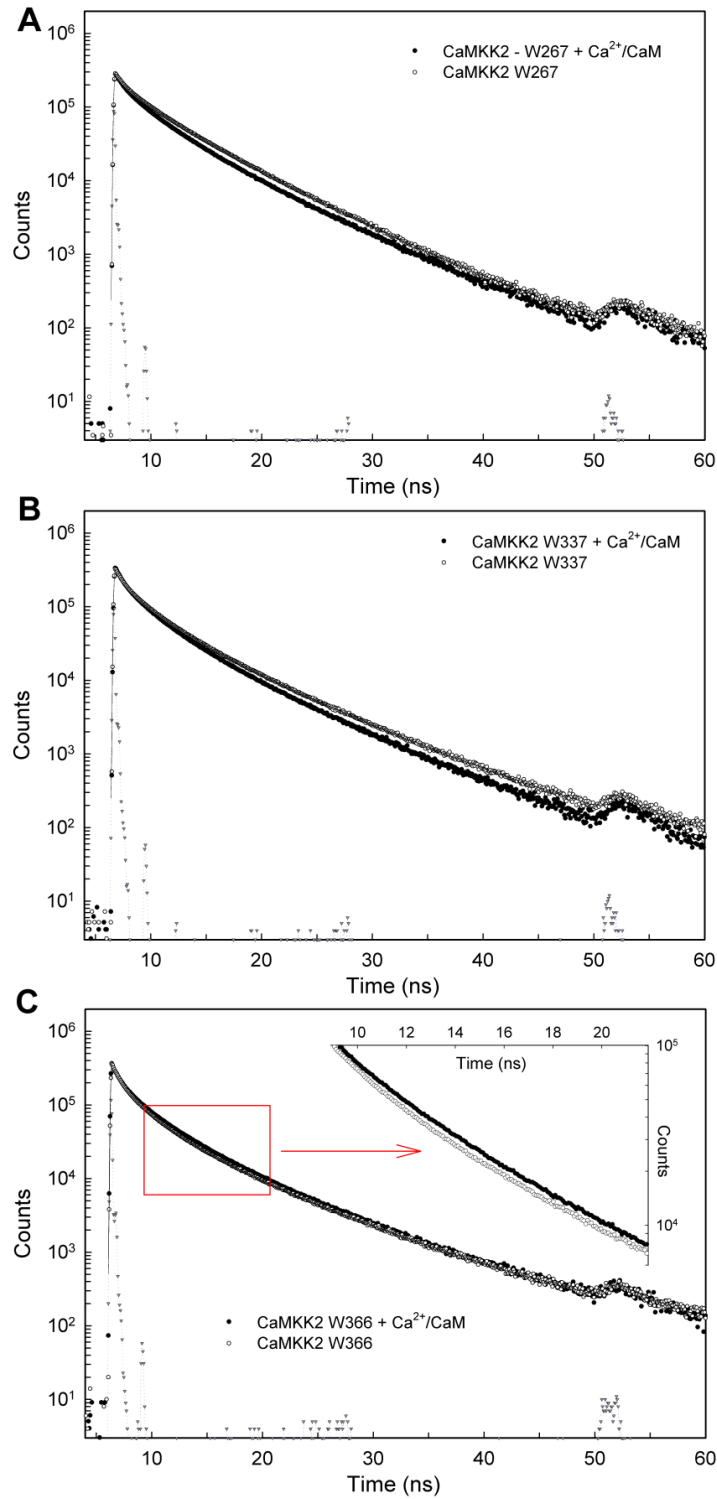 A
10⁶
10⁵
10⁴
10³
10²
10¹
Counts
CaMKK2 - W267 + Ca²⁺/CaM
CaMKK2 W267
10 20 30 40 50 60
Time (ns)
B
10⁶
10⁵
10⁴
10³
10²
10¹
Counts
CaMKK2 W337 + Ca²⁺/CaM
CaMKK2 W337
10 20 30 40 50 60
Time (ns)
C
10⁶
10⁵
10⁴
10³
10²
10¹
Counts
10 12 14 16 18 20
Time (ns)
10⁵
Counts
10⁴
CaMKK2 W366 + Ca²⁺/CaM
CaMKK2 W366
10 20 30 40 50 60
Time (ns)